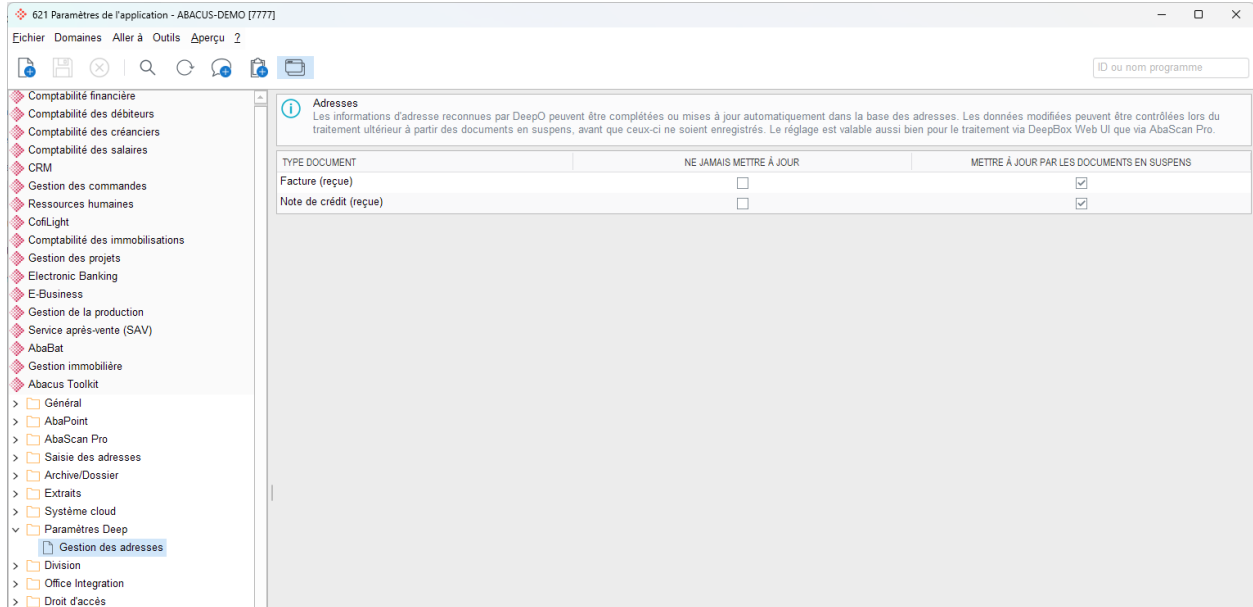 621 Paramètres de l'application - ABACUS-DEMO [7777]
Fichier Domaines Aller à Outils Aperçu ?
ID ou nom programme
Comptabilité financière
Comptabilité des débiteurs
Comptabilité des créanciers
Comptabilité des salaires
CRM
Gestion des commandes
Ressources humaines
CofiLight
Comptabilité des immobilisations
Gestion des projets
Electronic Banking
E-Business
Gestion de la production
Service après-vente (SAV)
AbaBat
Gestion immobilière
Abacus Toolkit
Général
AbaPoint
AbaScan Pro
Saisie des adresses
Archive/Dossier
Extraits
Système cloud
Paramètres Deep
Gestion des adresses
Division
Office Integration
Droit d'accès
Adresses
Les informations d'adresse reconnues par DeepO peuvent être complétées ou mises à jour automatiquement dans la base des adresses. Les données modifiées peuvent être contrôlées lors du
traitement ultérieur à partir des documents en suspens, avant que ceux-ci ne soient enregistrés. Le réglage est valable aussi bien pour le traitement via DeepBox Web UI que via AbaScan Pro.
TYPE DOCUMENT NE JAMAIS METTRE À JOUR METTRE À JOUR PAR LES DOCUMENTS EN SUSPENS
Facture (reçue)
Note de crédit (reçue)